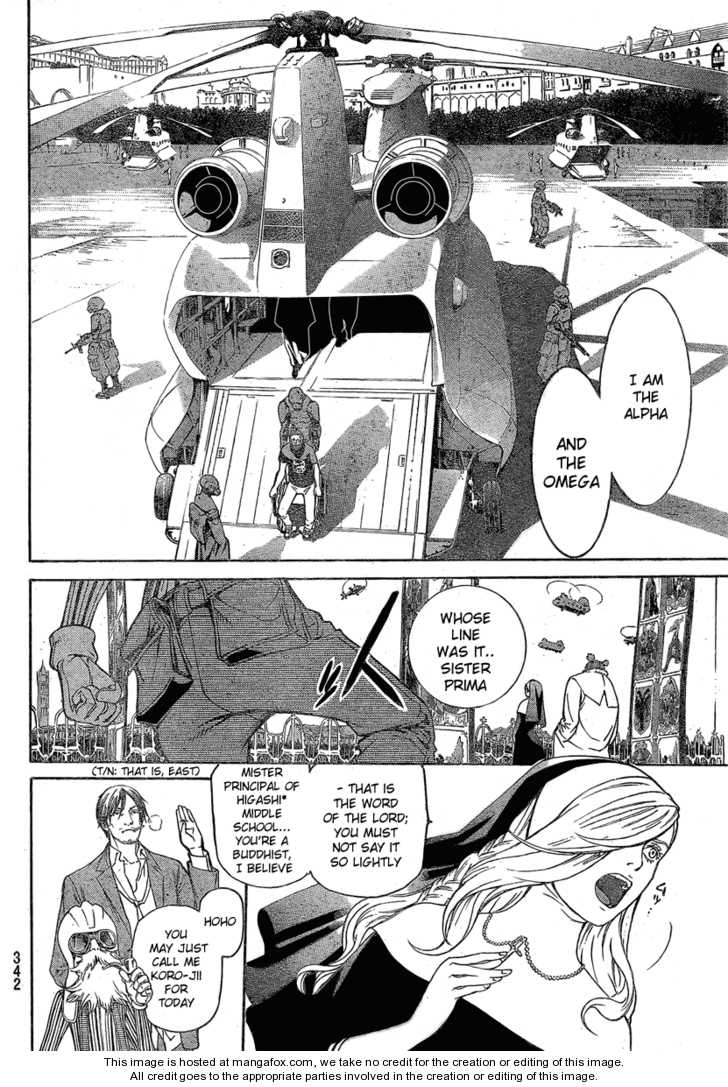 I AM
THE
ALPHA
AND
THE
OMEGA
WHOSE
LINE
WAS IT..
SISTER
PRIMA
(T/N: THAT IS, EAST)
- THAT IS
THE WORD
OF THE LORD;
YOU MUST
NOT SAY IT
SO LIGHTLY
MISTER
PRINCIPAL OF
HIGASHI*
MIDDLE
SCHOOL...
YOU'RE A
BUDDHIST,
I BELIEVE
HOHO
YOU
MAY JUST
CALL ME
KORO-JII
FOR
TODAY
342
This image is hosted at mangafox.com, we take no credit for the creation or editing of this image.
All credit goes to the appropriate parties involved in the creation or editing of this image.